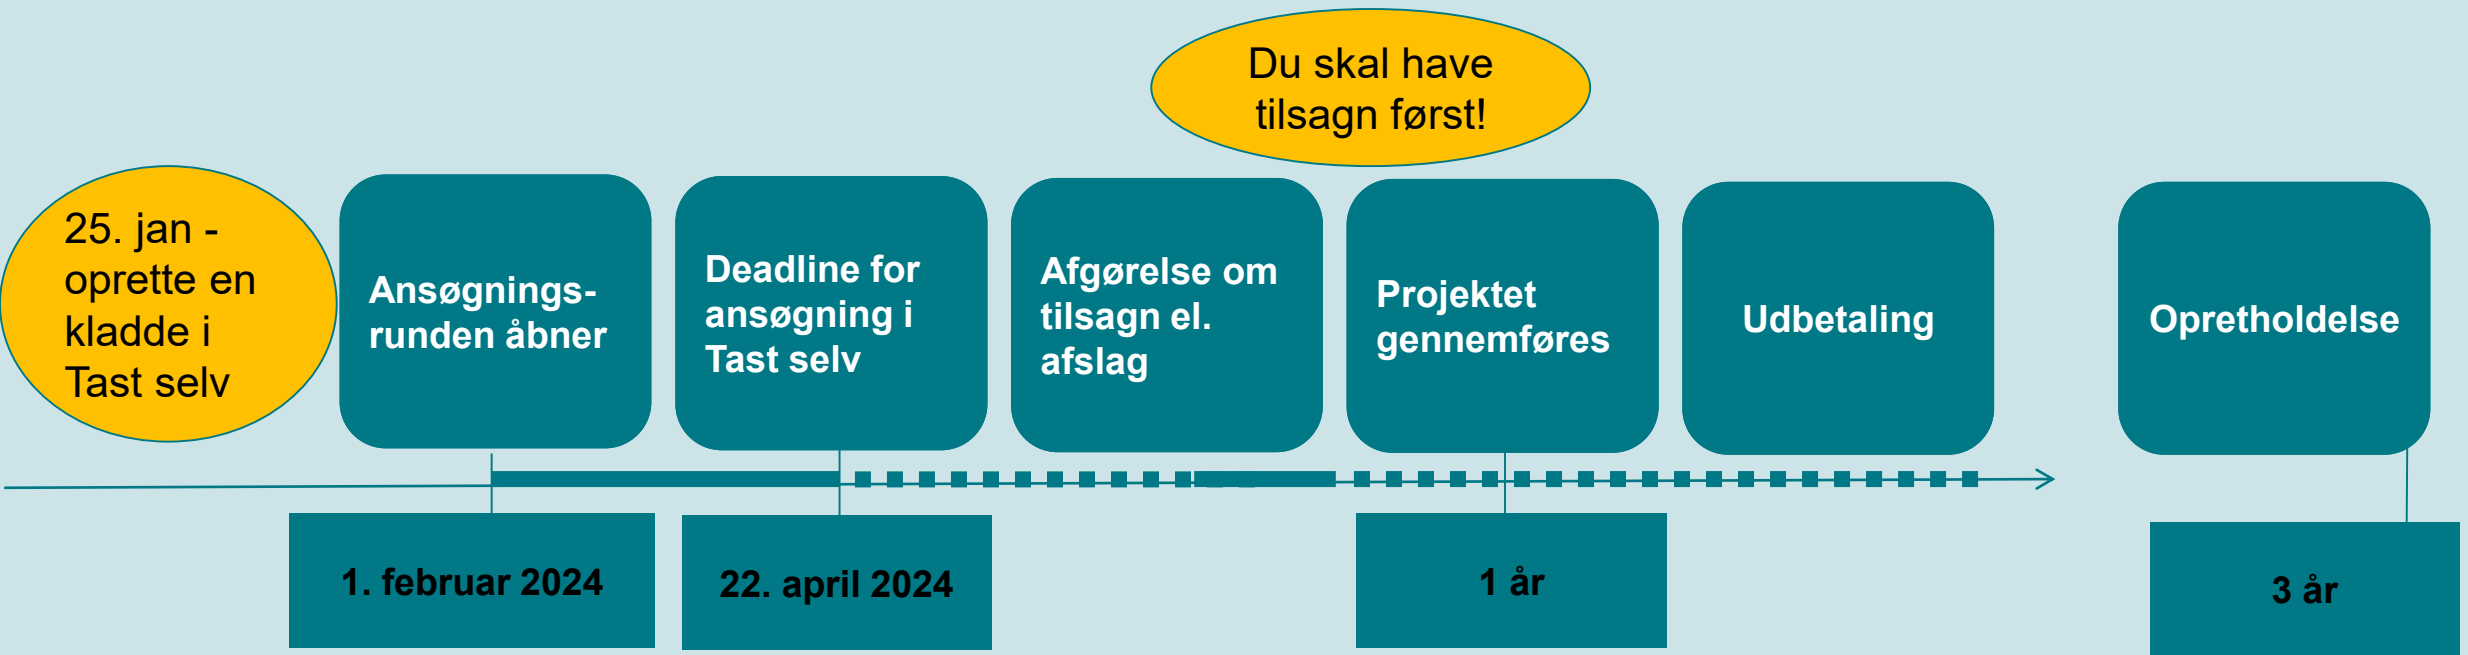 Du skal have
tilsagn først!
25. jan -
oprette en
kladde i
Tast selv
Ansøgnings-
runden åbner
Deadline for
ansøgning i
Tast selv
Afgørelse om
tilsagn el.
afslag
Projektet
gennemføres
Udbetaling
Opretholdelse
1. februar 2024
22. april 2024
1 år
3 år